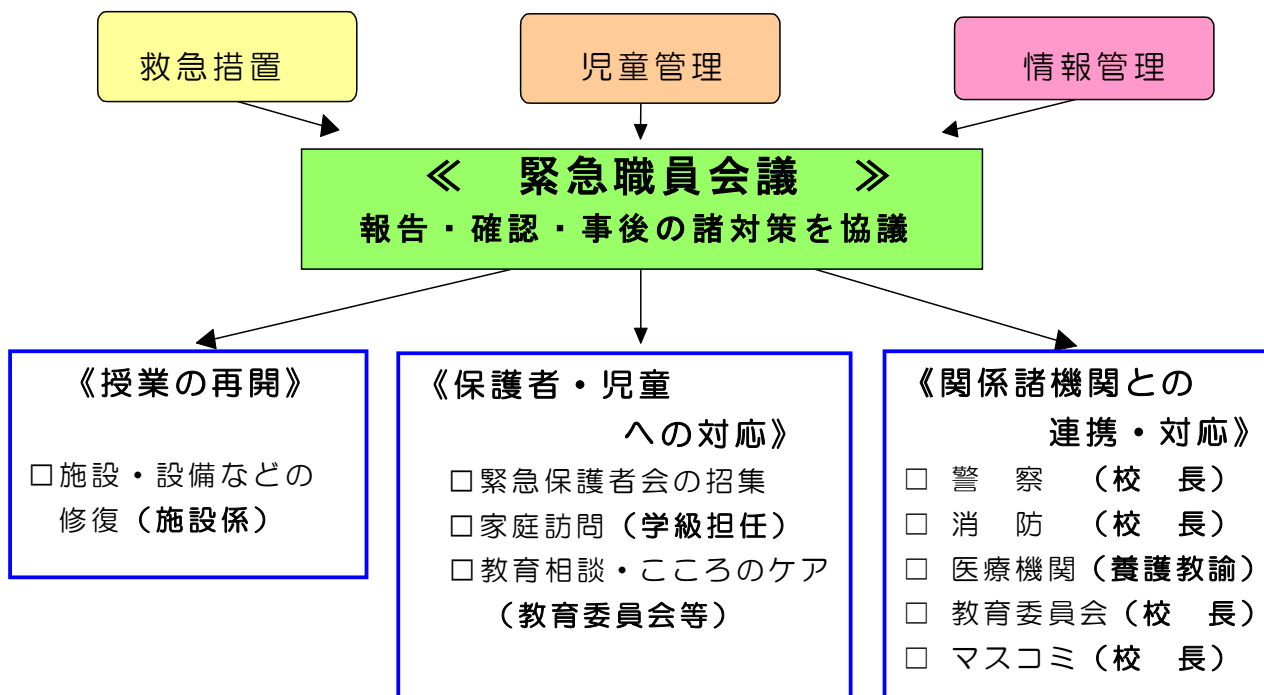 救急措置
児童管理
情報管理
≪　緊急職員会議　≫
報告・確認・事後の諸対策を協議
《授業の再開》
□施設・設備などの
修復（施設係）
《保護者・児童
への対応》
□緊急保護者会の招集
□家庭訪問（学級担任）
□教育相談・こころのケア
（教育委員会等）
《関係諸機関との
連携・対応》
□ 警　察　（校　長）
□ 消　防　（校　長）
□ 医療機関（養護教諭）
□ 教育委員会（校　長）
□ マスコミ（校　長）